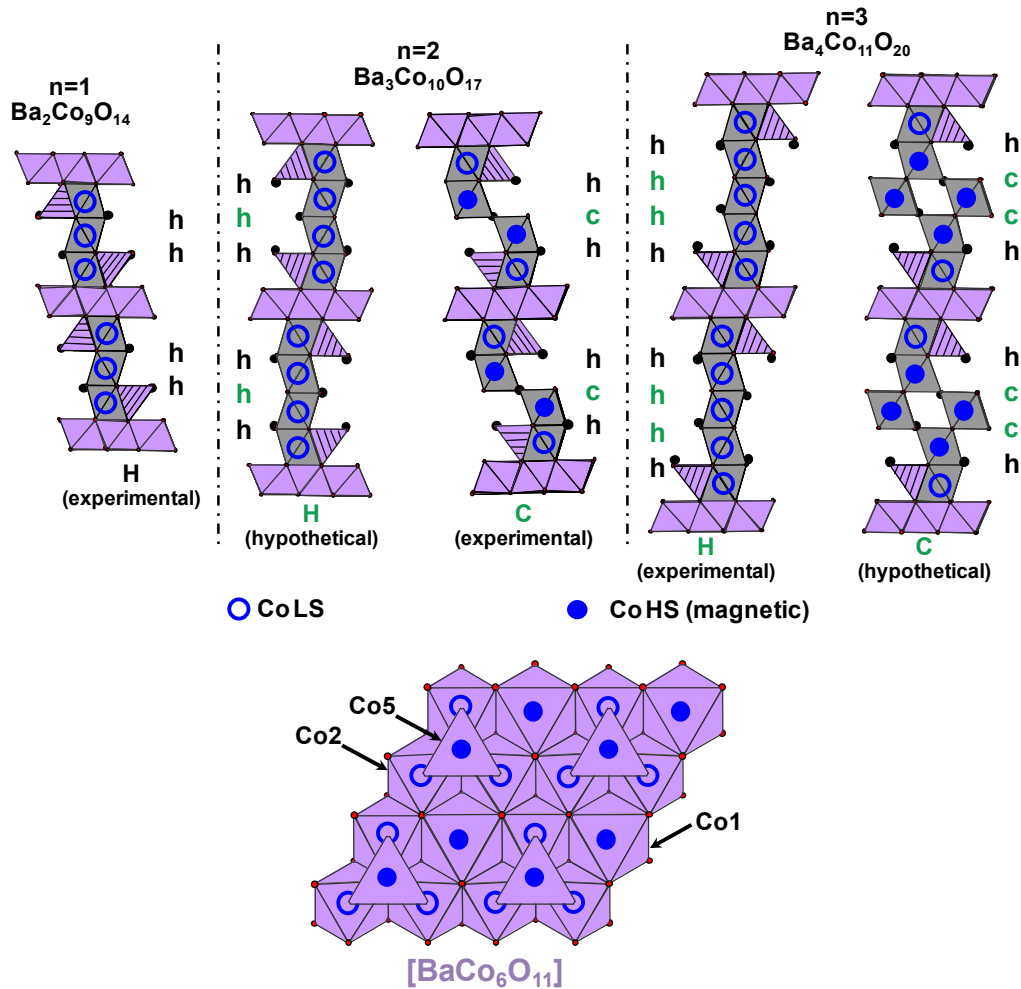 n=1
Ba₂Co₉O₁₄
n=2
Ba₃Co₁₀O₁₇
n=3
Ba₄Co₁₁O₂₀
h
h
h
h
H
(experimental)
h
h
h
h
h
h
H
(hypothetical)
h
c
h
h
c
h
C
(experimental)
h
h
h
h
h
h
h
h
H
(experimental)
h
c
c
h
h
c
c
h
C
(hypothetical)
Co LS
Co HS (magnetic)
Co5
Co2
Co1
[BaCo₆O₁₁]